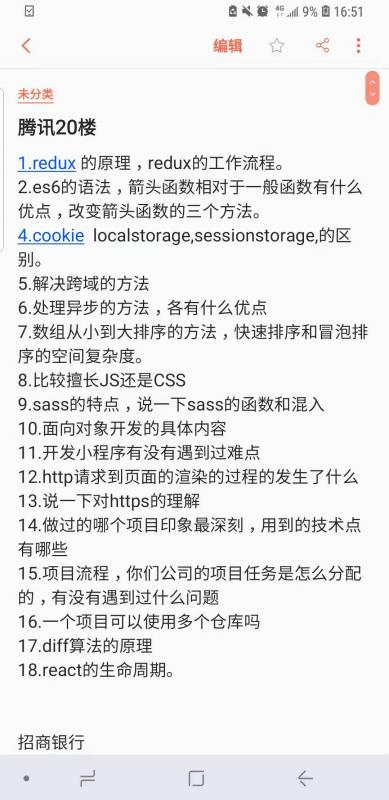 4G 9% 16:51
编辑
未分类
腾讯20楼
1.redux 的原理，redux的工作流程。
2.es6的语法，箭头函数相对于一般函数有什么
优点，改变箭头函数的三个方法。
4.cookie  localstorage,sessionstorage,的区
别。
5.解决跨域的方法
6.处理异步的方法，各有什么优点
7.数组从小到大排序的方法，快速排序和冒泡排
序的空间复杂度。
8.比较擅长JS还是CSS
9.sass的特点，说一下sass的函数和混入
10.面向对象开发的具体内容
11.开发小程序有没有遇到过难点
12.http请求到页面的渲染的过程的发生了什么
13.说一下对https的理解
14.做过的哪个项目印象最深刻，用到的技术点
有哪些
15.项目流程，你们公司的项目任务是怎么分配
的，有没有遇到过什么问题
16.一个项目可以使用多个仓库吗
17.diff算法的原理
18.react的生命周期。
招商银行